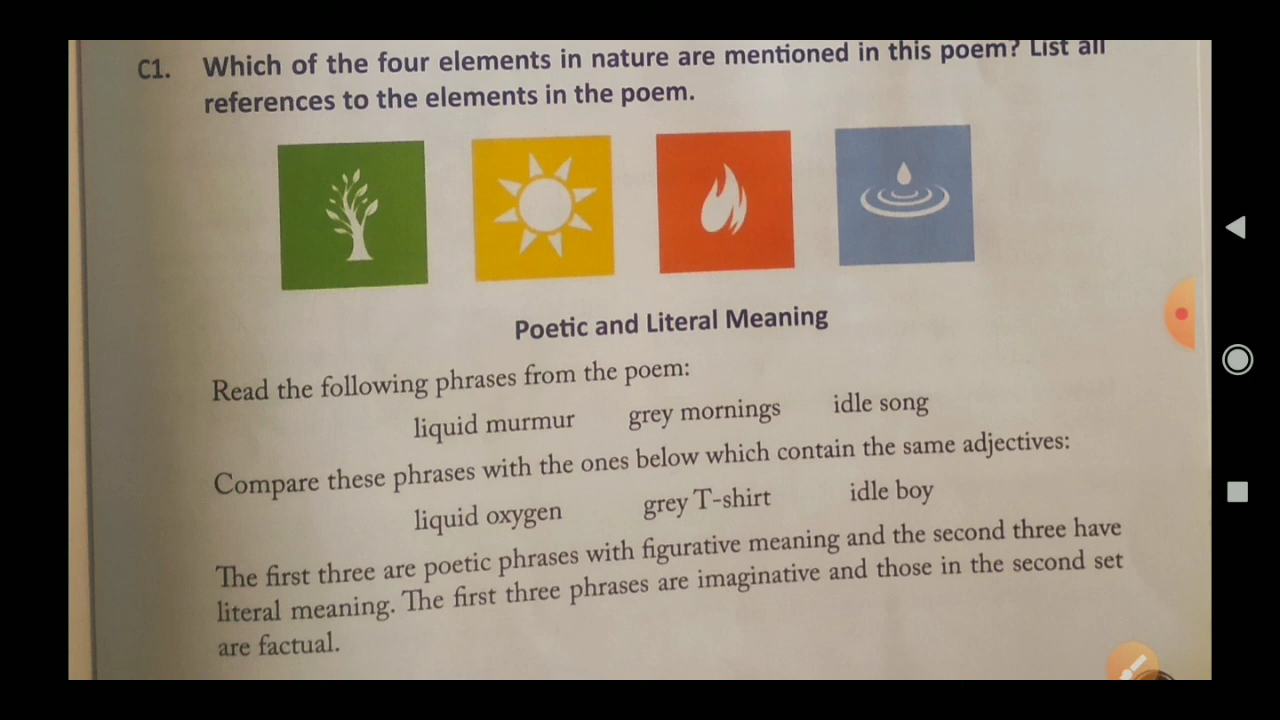 C1. Which of the four elements in nature are mentioned in this poem? List all
references to the elements in the poem.
Poetic and Literal Meaning
Read the following phrases from the poem:
liquid murmur grey mornings idle song
Compare these phrases with the ones below which contain the same adjectives:
liquid oxygen grey T-shirt idle boy
The first three are poetic phrases with figurative meaning and the second three have
literal meaning. The first three phrases are imaginative and those in the second set
are factual.